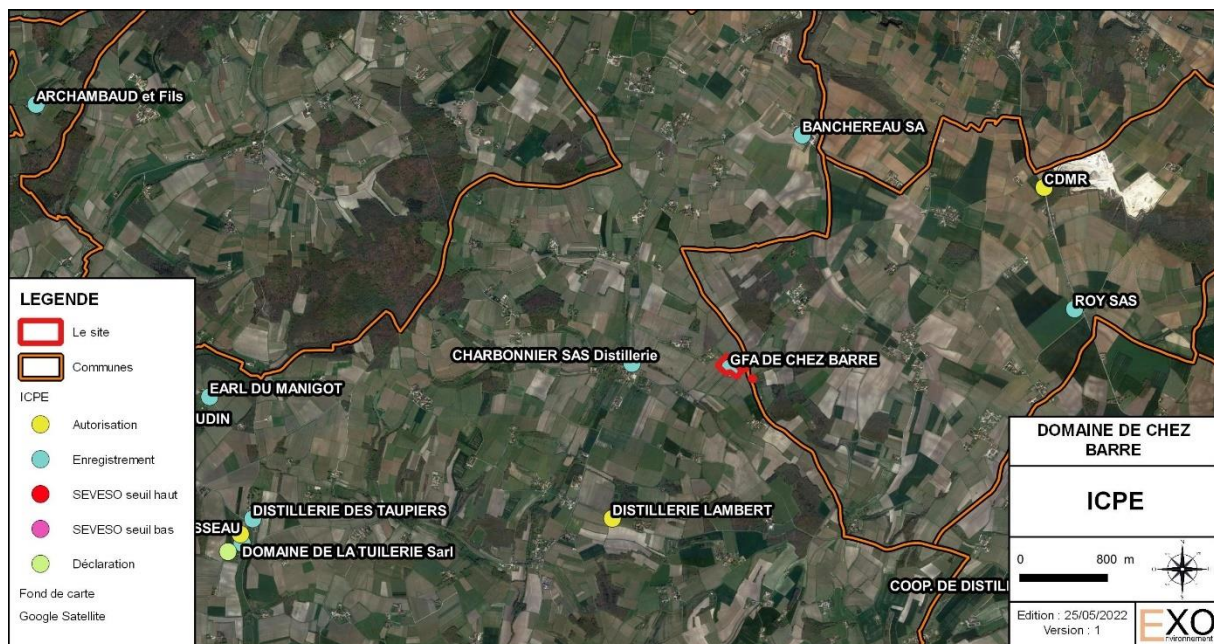 ARCHAMBAUD et Fils
BANCHEREAU SA
CDMR
ROY SAS
CHARBONNIER SAS Distillerie
GFA DE CHEZ BARRE
EARL DU MANIGOT
UDIN
DISTILLERIE DES TAUPIERS
SSEAU
DOMAINE DE LA TUILERIE Sarl
DISTILLERIE LAMBERT
COOP. DE DISTILL
LEGENDE
Le site
Communes
ICPE
Autorisation
Enregistrement
SEVESO seuil haut
SEVESO seuil bas
Déclaration
Fond de carte
Google Satellite
DOMAINE DE CHEZ
BARRE
ICPE
0 800 m
Edition : 25/05/2022
Version : 1
EXO
environnement